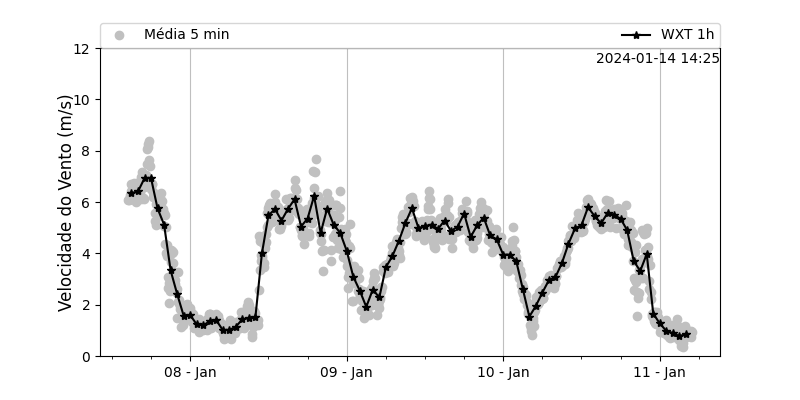 Média 5 min
WXT 1h
2024-01-14 14:25
Velocidade do Vento (m/s)
12
10
8
6
4
2
0
08 - Jan
09 - Jan
10 - Jan
11 - Jan